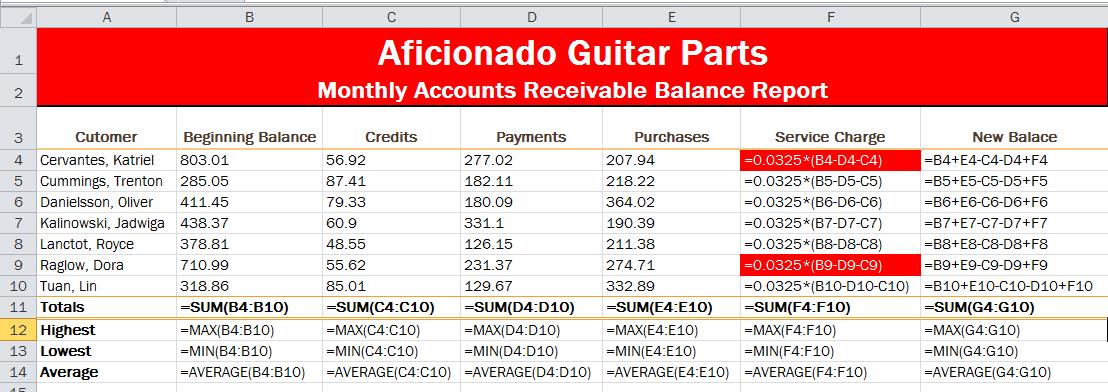 A B C D E F G
1 Aficionado Guitar Parts
2 Monthly Accounts Receivable Balance Report
3 Cutomer Beginning Balance Credits Payments Purchases Service Charge New Balace
4 Cervantes, Katriel 803.01 56.92 277.02 207.94 =0.0325*(B4-D4-C4) =B4+E4-C4-D4+F4
5 Cummings, Trenton 285.05 87.41 182.11 218.22 =0.0325*(B5-D5-C5) =B5+E5-C5-D5+F5
6 Danielsson, Oliver 411.45 79.33 180.09 364.02 =0.0325*(B6-D6-C6) =B6+E6-C6-D6+F6
7 Kalinowski, Jadwiga 438.37 60.9 331.1 190.39 =0.0325*(B7-D7-C7) =B7+E7-C7-D7+F7
8 Lanctot, Royce 378.81 48.55 126.15 211.38 =0.0325*(B8-D8-C8) =B8+E8-C8-D8+F8
9 Raglow, Dora 710.99 55.62 231.37 274.71 =0.0325*(B9-D9-C9) =B9+E9-C9-D9+F9
10 Tuan, Lin 318.86 85.01 129.67 332.89 =0.0325*(B10-D10-C10) =B10+E10-C10-D10+F10
11 Totals =SUM(B4:B10) =SUM(C4:C10) =SUM(D4:D10) =SUM(E4:E10) =SUM(F4:F10) =SUM(G4:G10)
12 Highest =MAX(B4:B10) =MAX(C4:C10) =MAX(D4:D10) =MAX(E4:E10) =MAX(F4:F10) =MAX(G4:G10)
13 Lowest =MIN(B4:B10) =MIN(C4:C10) =MIN(D4:D10) =MIN(E4:E10) =MIN(F4:F10) =MIN(G4:G10)
14 Average =AVERAGE(B4:B10) =AVERAGE(C4:C10) =AVERAGE(D4:D10) =AVERAGE(E4:E10) =AVERAGE(F4:F10) =AVERAGE(G4:G10)